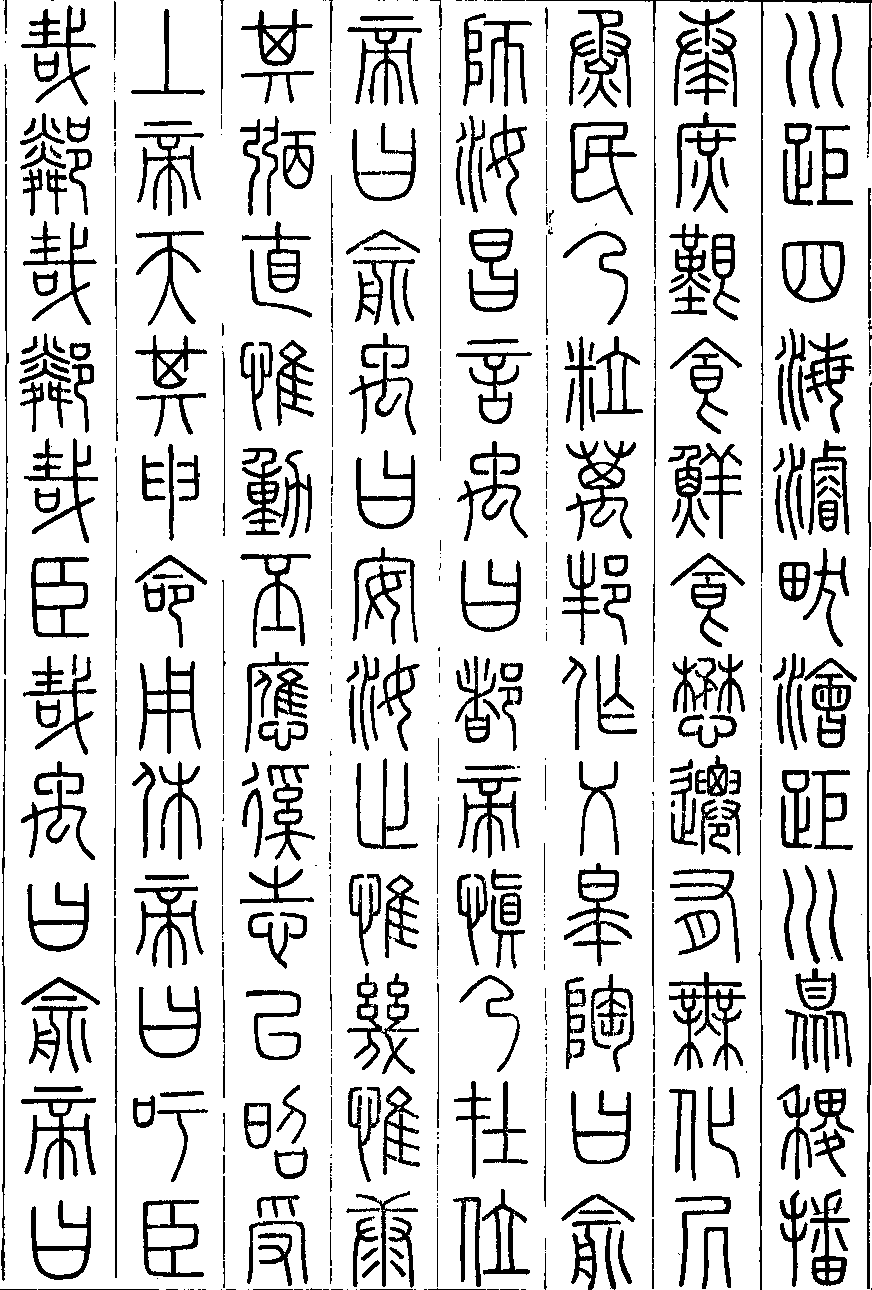 川距四海濬畎澮距川臮稷播
奏庶艱食鮮食懋遷有無化凥
烝民乃粒萬邦作乂皋陶曰俞
師汝昌言禹曰都帝慎乃在位
帝曰俞禹曰安汝止惟幾惟康
其弼直惟動丕應徯志以昭受
上帝天其申命用休帝曰吁臣
哉鄰哉鄰哉臣哉禹曰俞帝曰